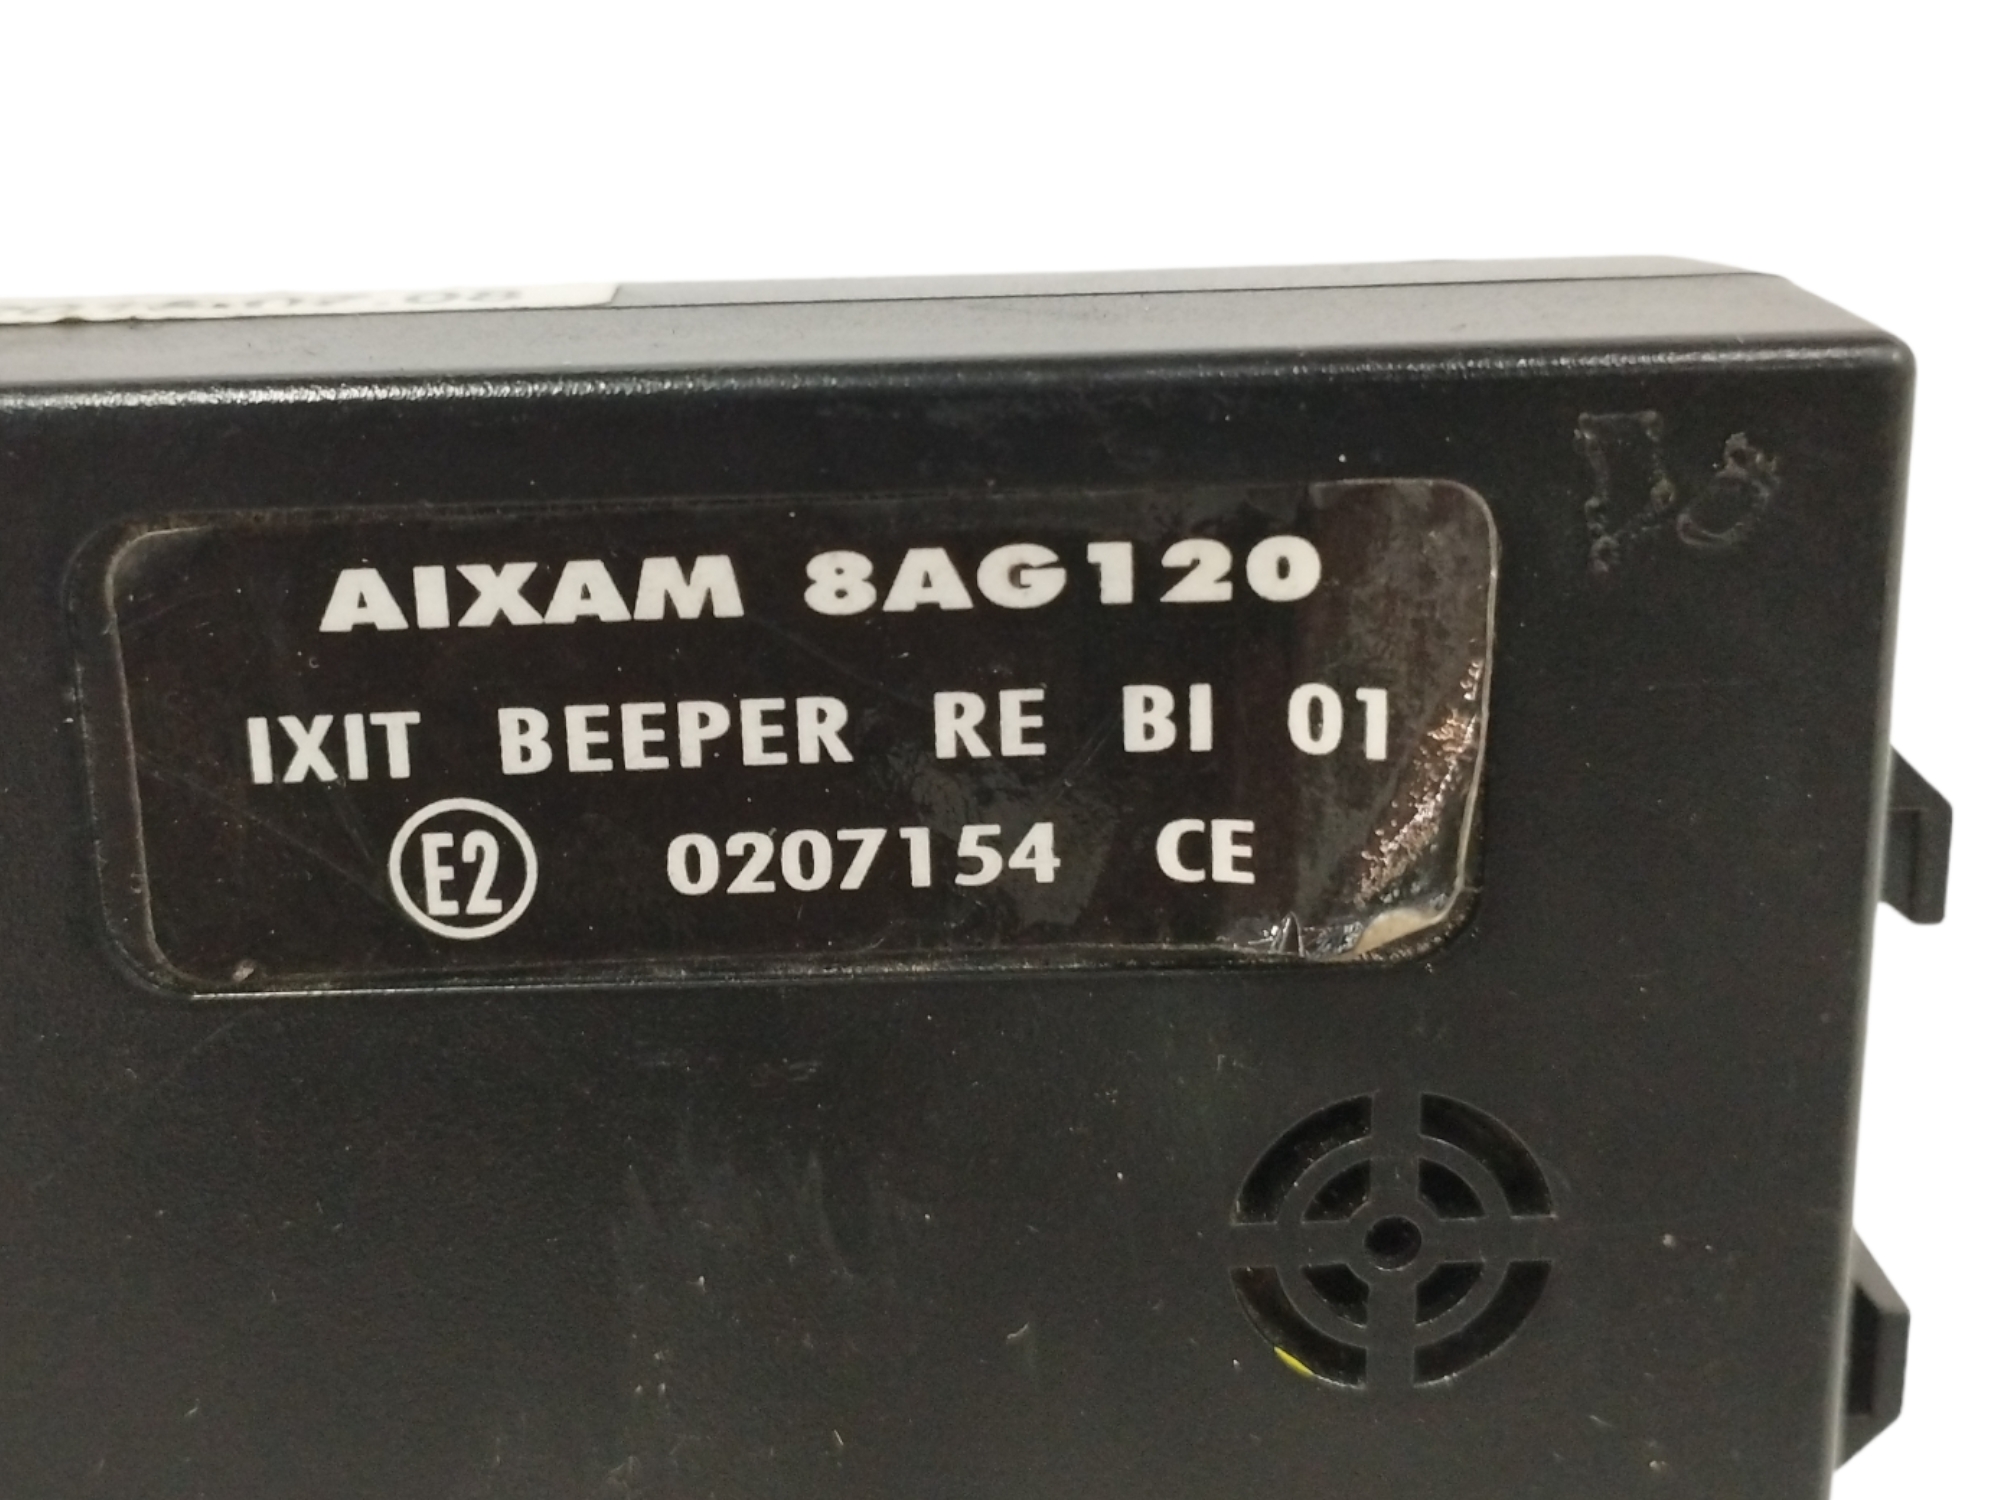 AIXAM 8AG120
IXIT BEEPER RE BI 01
E2 0207154 CE